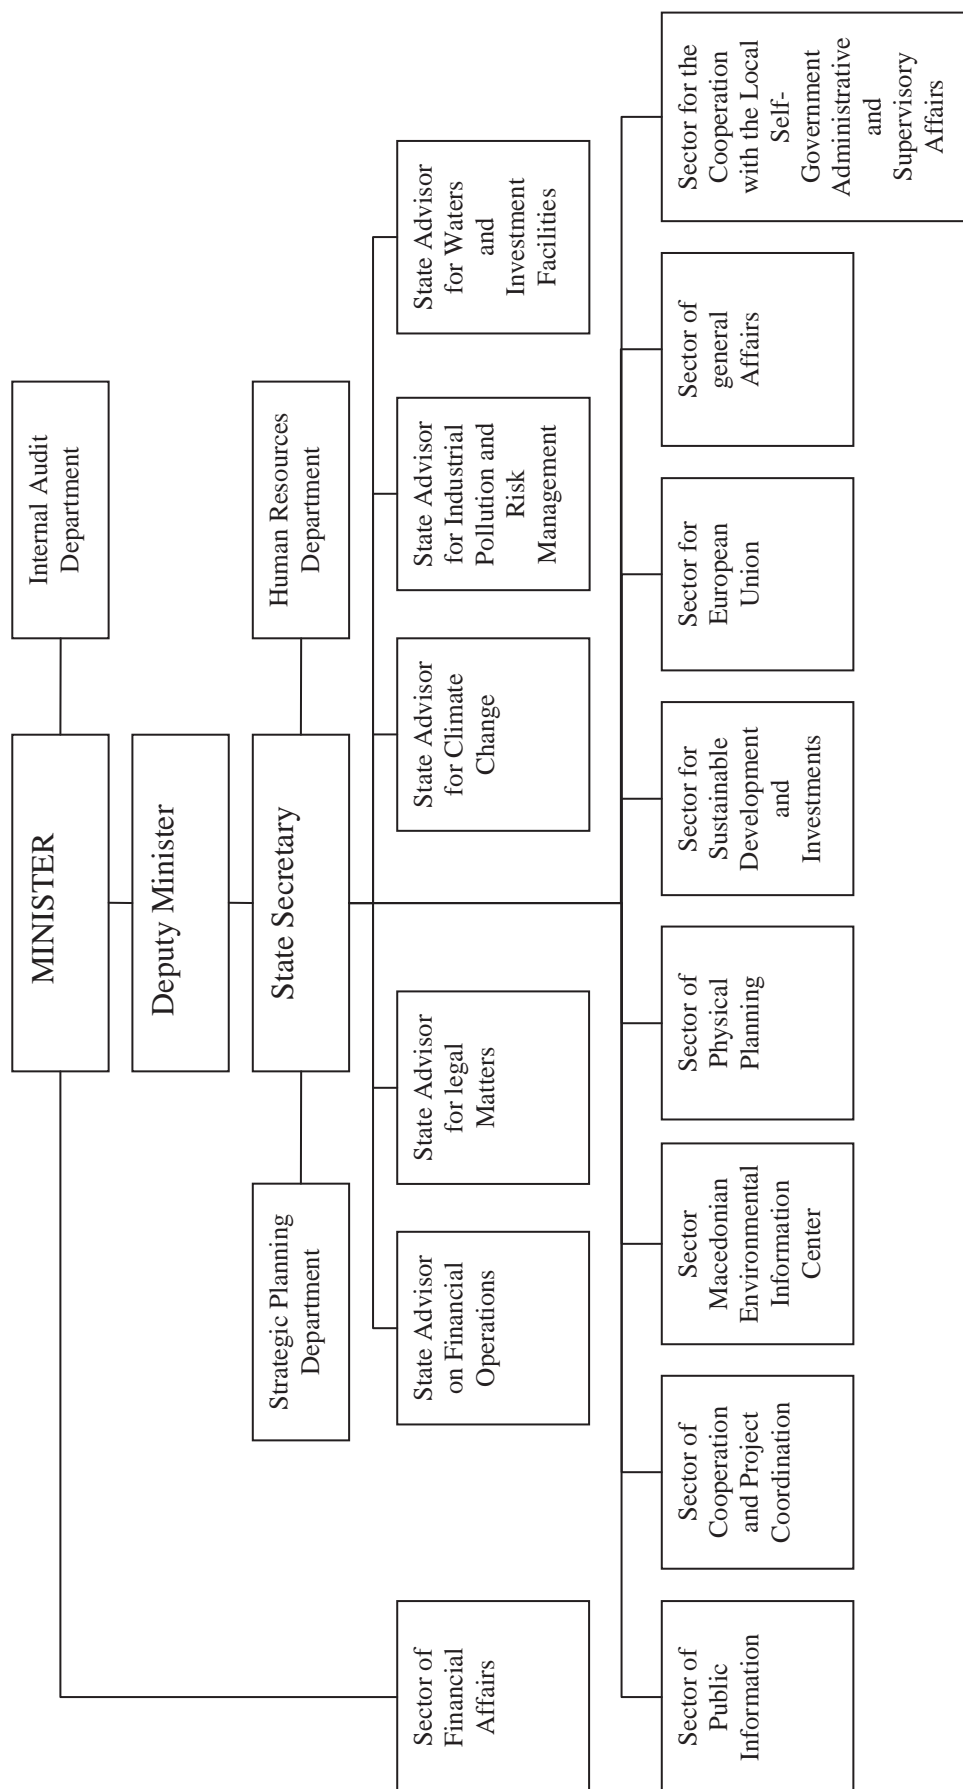 MINISTER
Internal Audit
Department
Deputy Minister
Strategic Planning
Department
State Secretary
Human Resources
Department
Sector of
Financial
Affairs
State Advisor
on Financial
Operations
State Advisor
for legal
Matters
State Advisor
for Climate
Change
State Advisor
for Industrial
Pollution and
Risk
Management
State Advisor
for Waters
and
Investment
Facilities
Sector of
Public
Information
Sector of
Cooperation
and Project
Coordination
Sector
Macedonian
Environmental
Information
Center
Sector of
Physical
Planning
Sector for
Sustainable
Development
and
Investments
Sector for
European
Union
Sector of
general
Affairs
Sector for the
Cooperation
with the Local
Self-
Government
Administrative
and
Supervisory
Affairs